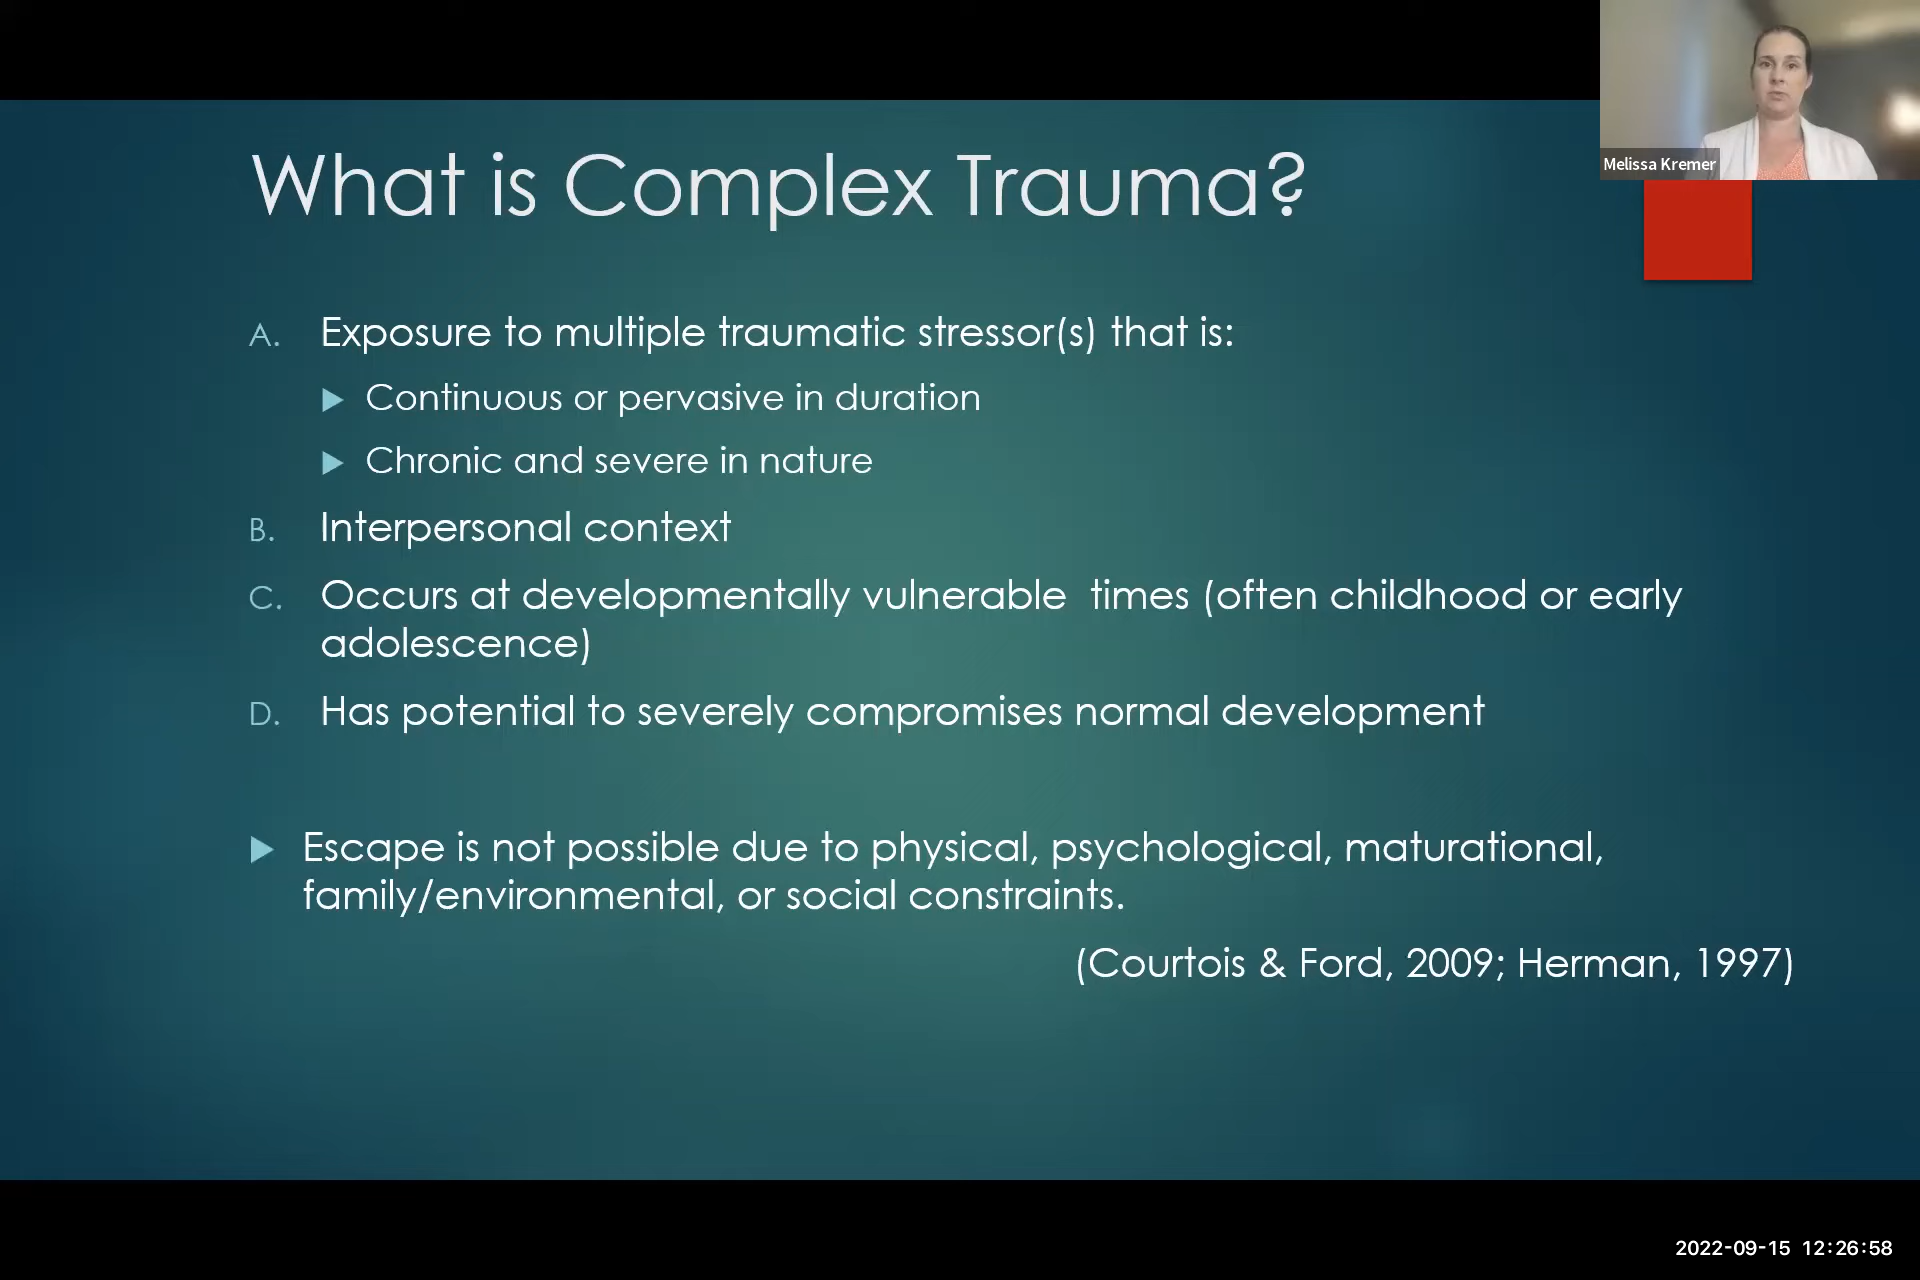 Melissa Kremer
What is Complex Trauma?
A. Exposure to multiple traumatic stressor(s) that is:
Continuous or pervasive in duration
Chronic and severe in nature
B. Interpersonal context
C. Occurs at developmentally vulnerable  times (often childhood or early
adolescence)
D. Has potential to severely compromises normal development
Escape is not possible due to physical, psychological, maturational,
family/environmental, or social constraints.
(Courtois & Ford, 2009; Herman, 1997)
2022-09-15 12:26:58